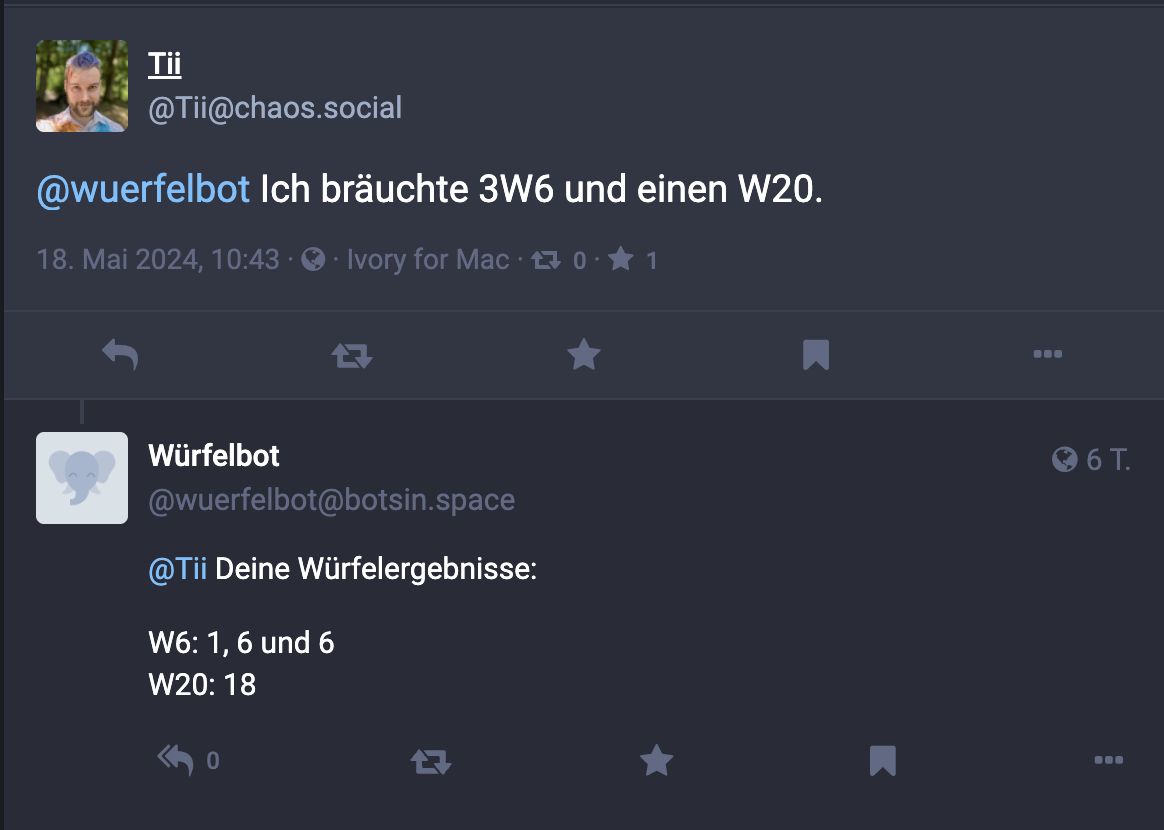 Tii
@Tii@chaos.social
@wuerfelbot Ich bräuchte 3W6 und einen W20.
18. Mai 2024, 10:43 · · Ivory for Mac · 0 · 1
Würfelbot
6 T.
@wuerfelbot@botsin.space
@Tii Deine Würfelergebnisse:
W6: 1, 6 und 6
W20: 18
0